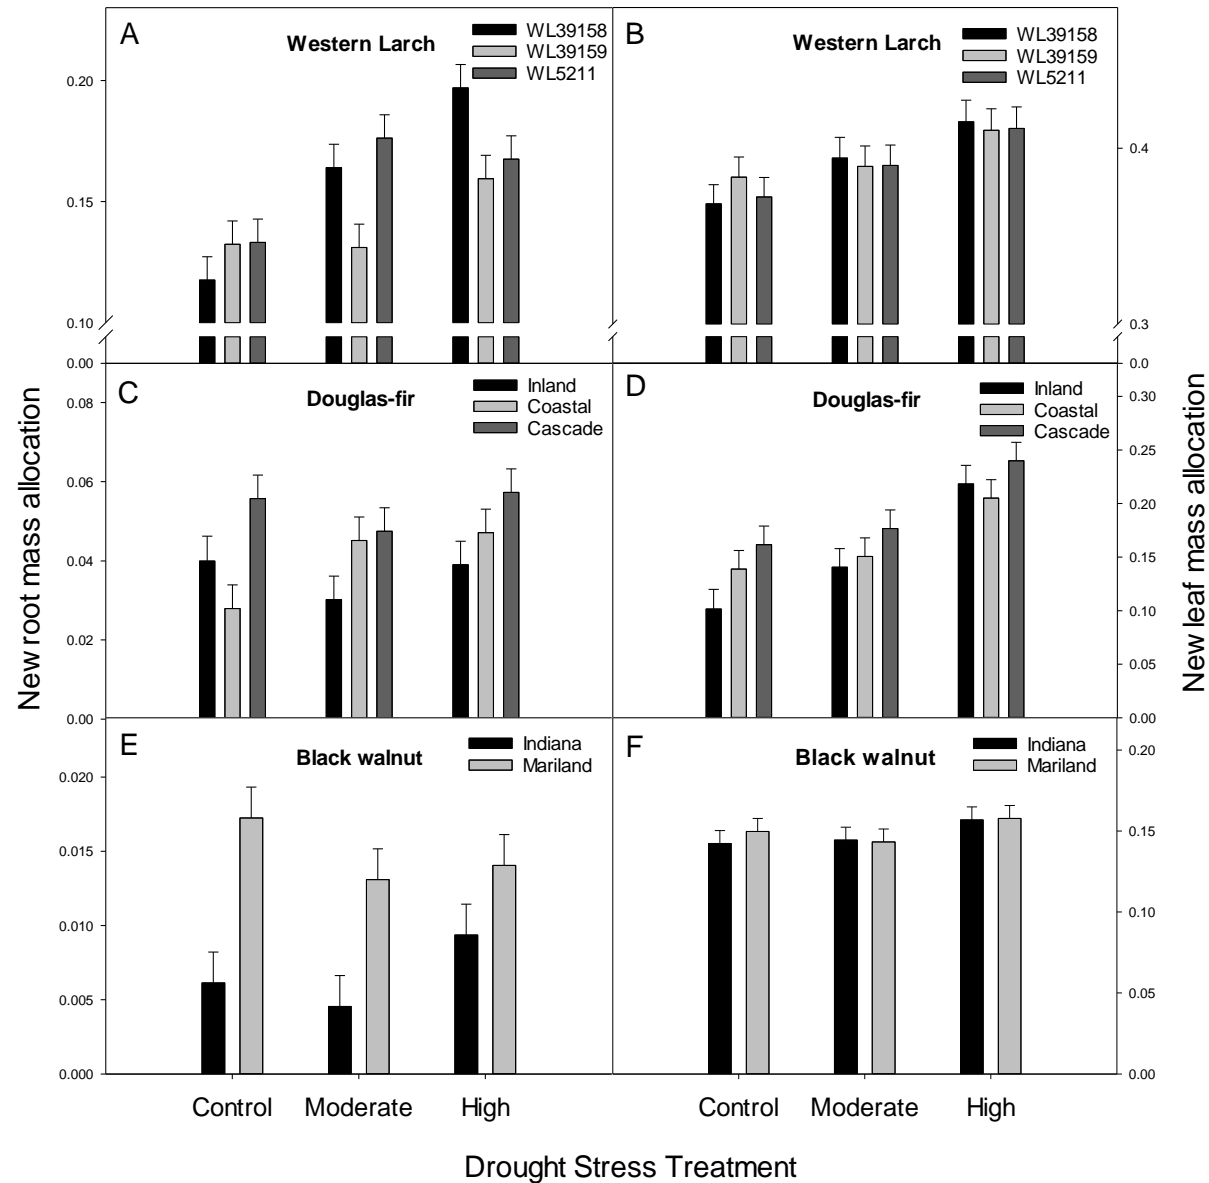 A
Western Larch
WL39158
WL39159
WL5211
0.20
0.15
0.10
0.00
B
Western Larch
WL39158
WL39159
WL5211
0.4
0.3
0.0
C
Douglas-fir
Inland
Coastal
Cascade
0.08
0.06
0.04
0.02
0.00
D
Douglas-fir
Inland
Coastal
Cascade
0.30
0.25
0.20
0.15
0.10
0.05
0.00
E
Black walnut
Indiana
Mariland
0.020
0.015
0.010
0.005
0.000
F
Black walnut
Indiana
Mariland
0.20
0.15
0.10
0.05
0.00
New root mass allocation
New leaf mass allocation
Control Moderate High
Control Moderate High
Drought Stress Treatment